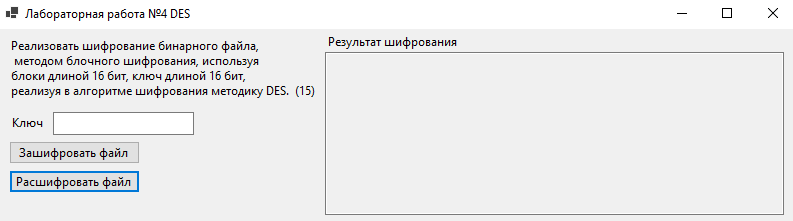 Лабораторная работа №4 DES
Реализовать шифрование бинарного файла,
методом блочного шифрования, используя
блоки длиной 16 бит, ключ длиной 16 бит,
реализуя в алгоритме шифрования методику DES. (15)
Ключ
Зашифровать файл
Расшифровать файл
Результат шифрования